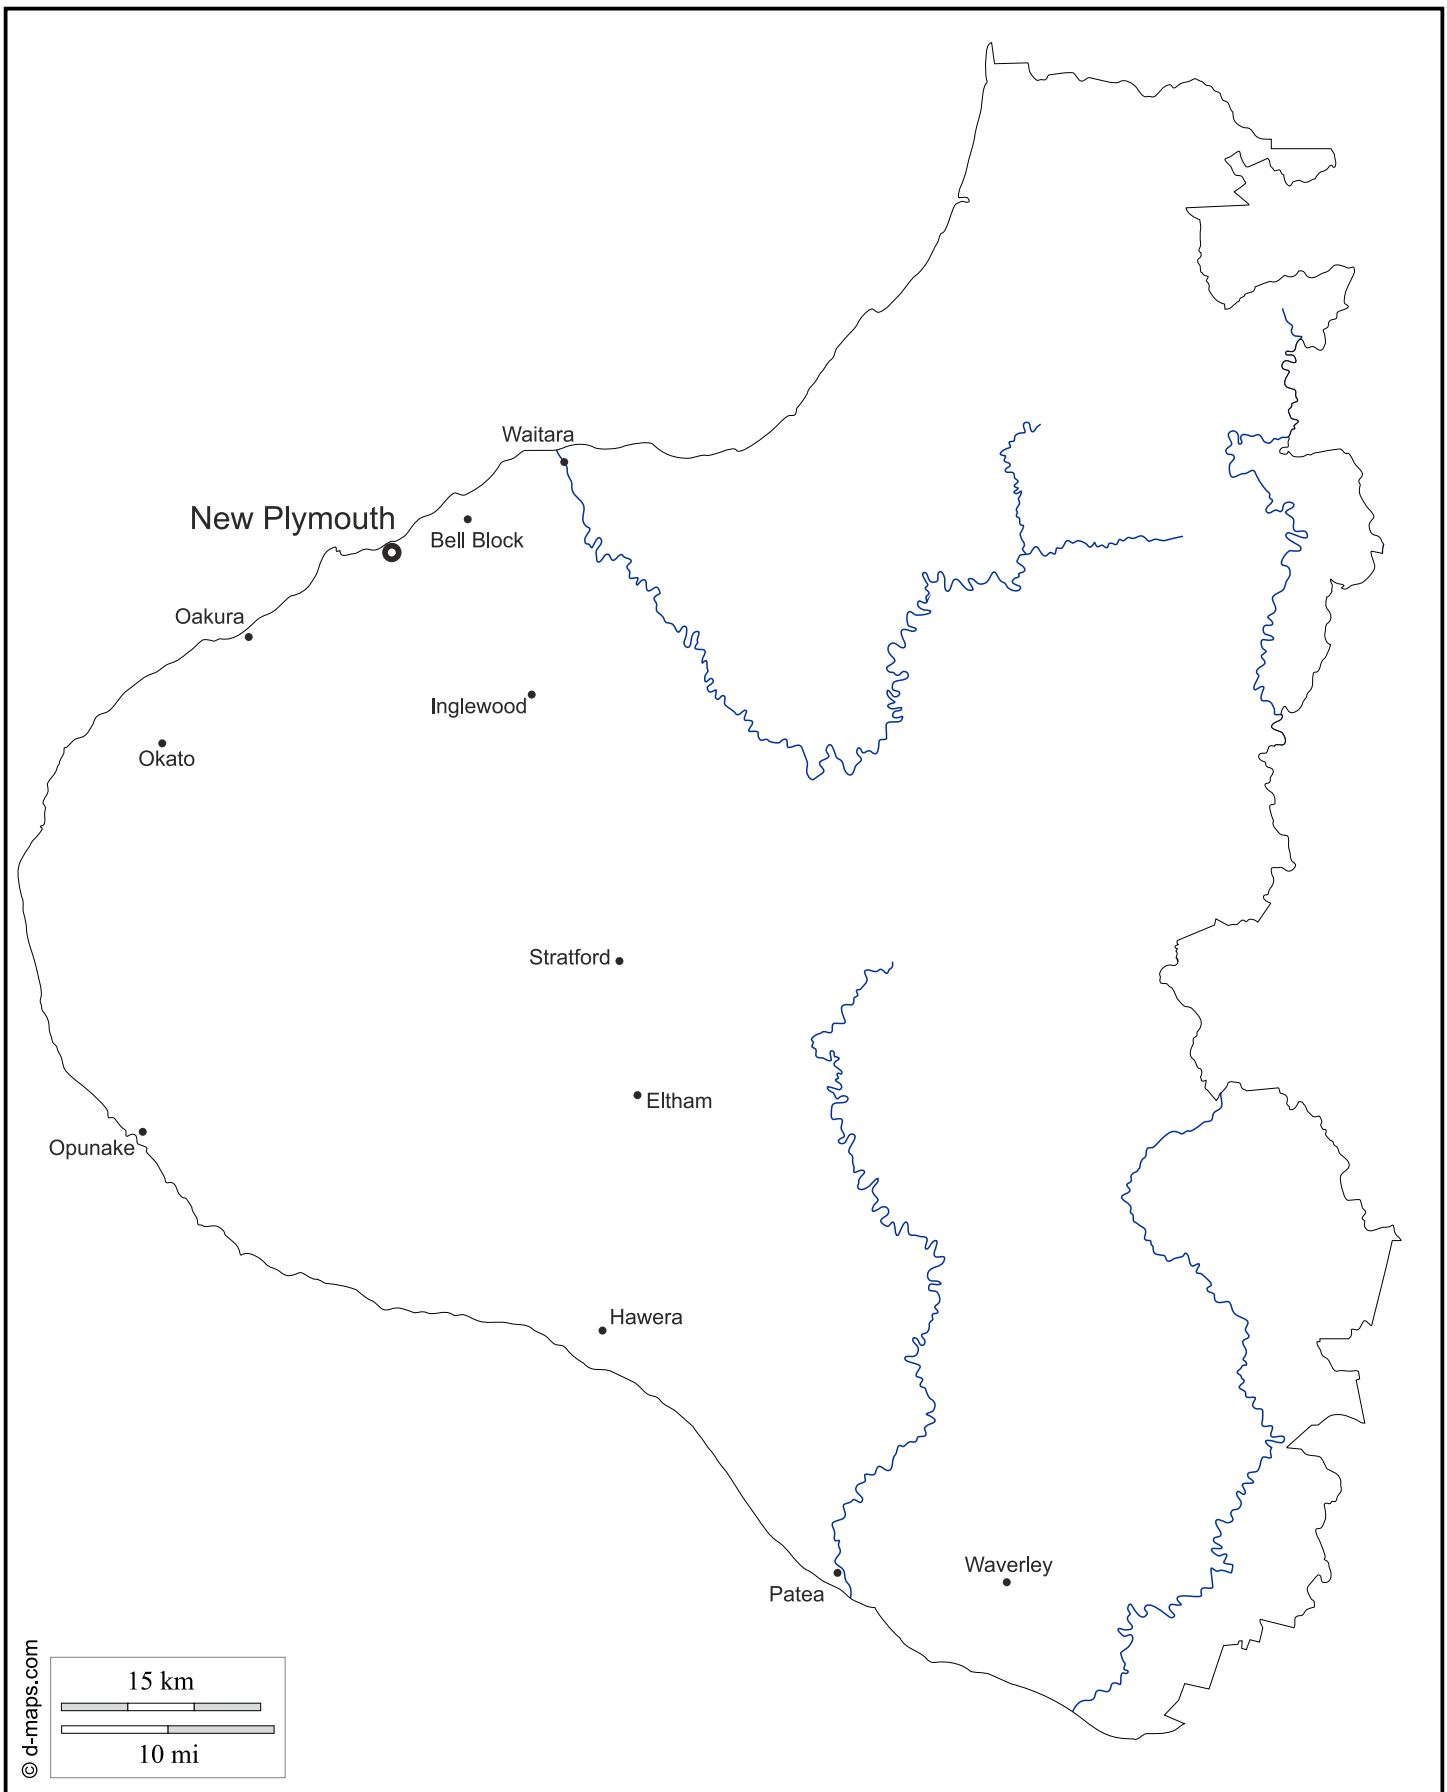 Waitara
New Plymouth
Bell Block
Oakura
Inglewood
Okato
Stratford
Eltham
Opunake
Hawera
Waverley
Patea
15 km
10 mi
© d-maps.com